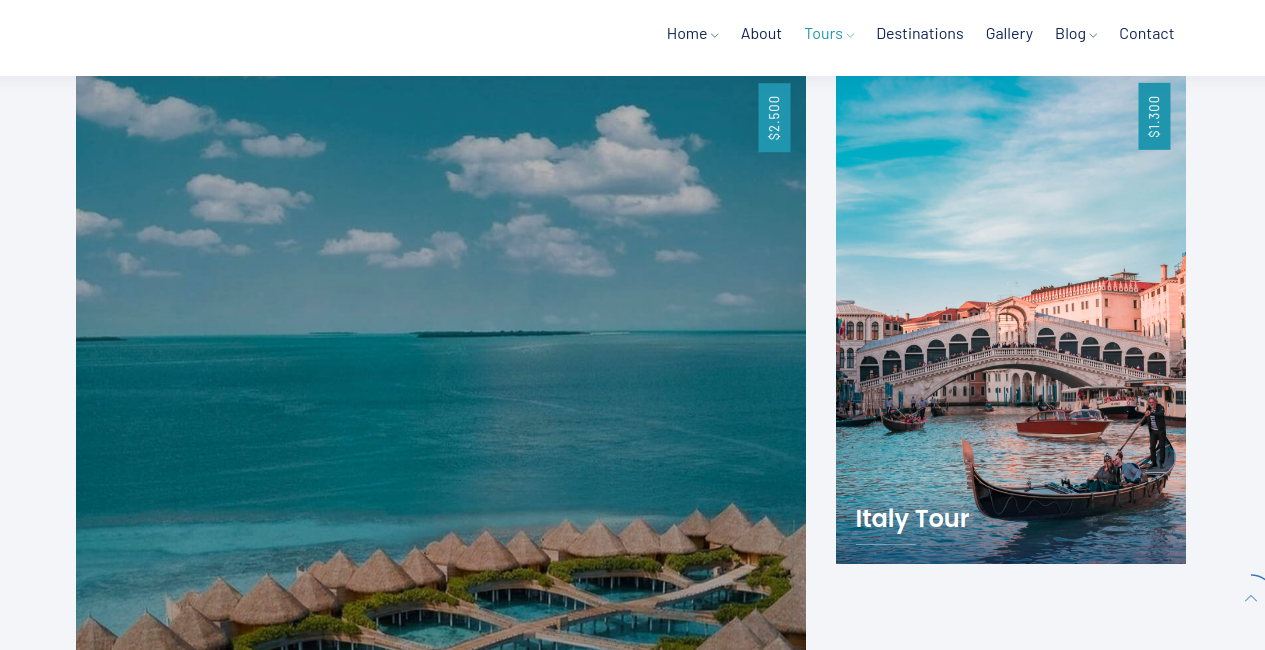 Home
About
Tours
Destinations
Gallery
Blog
Contact
$2.500
$1.300
Italy Tour